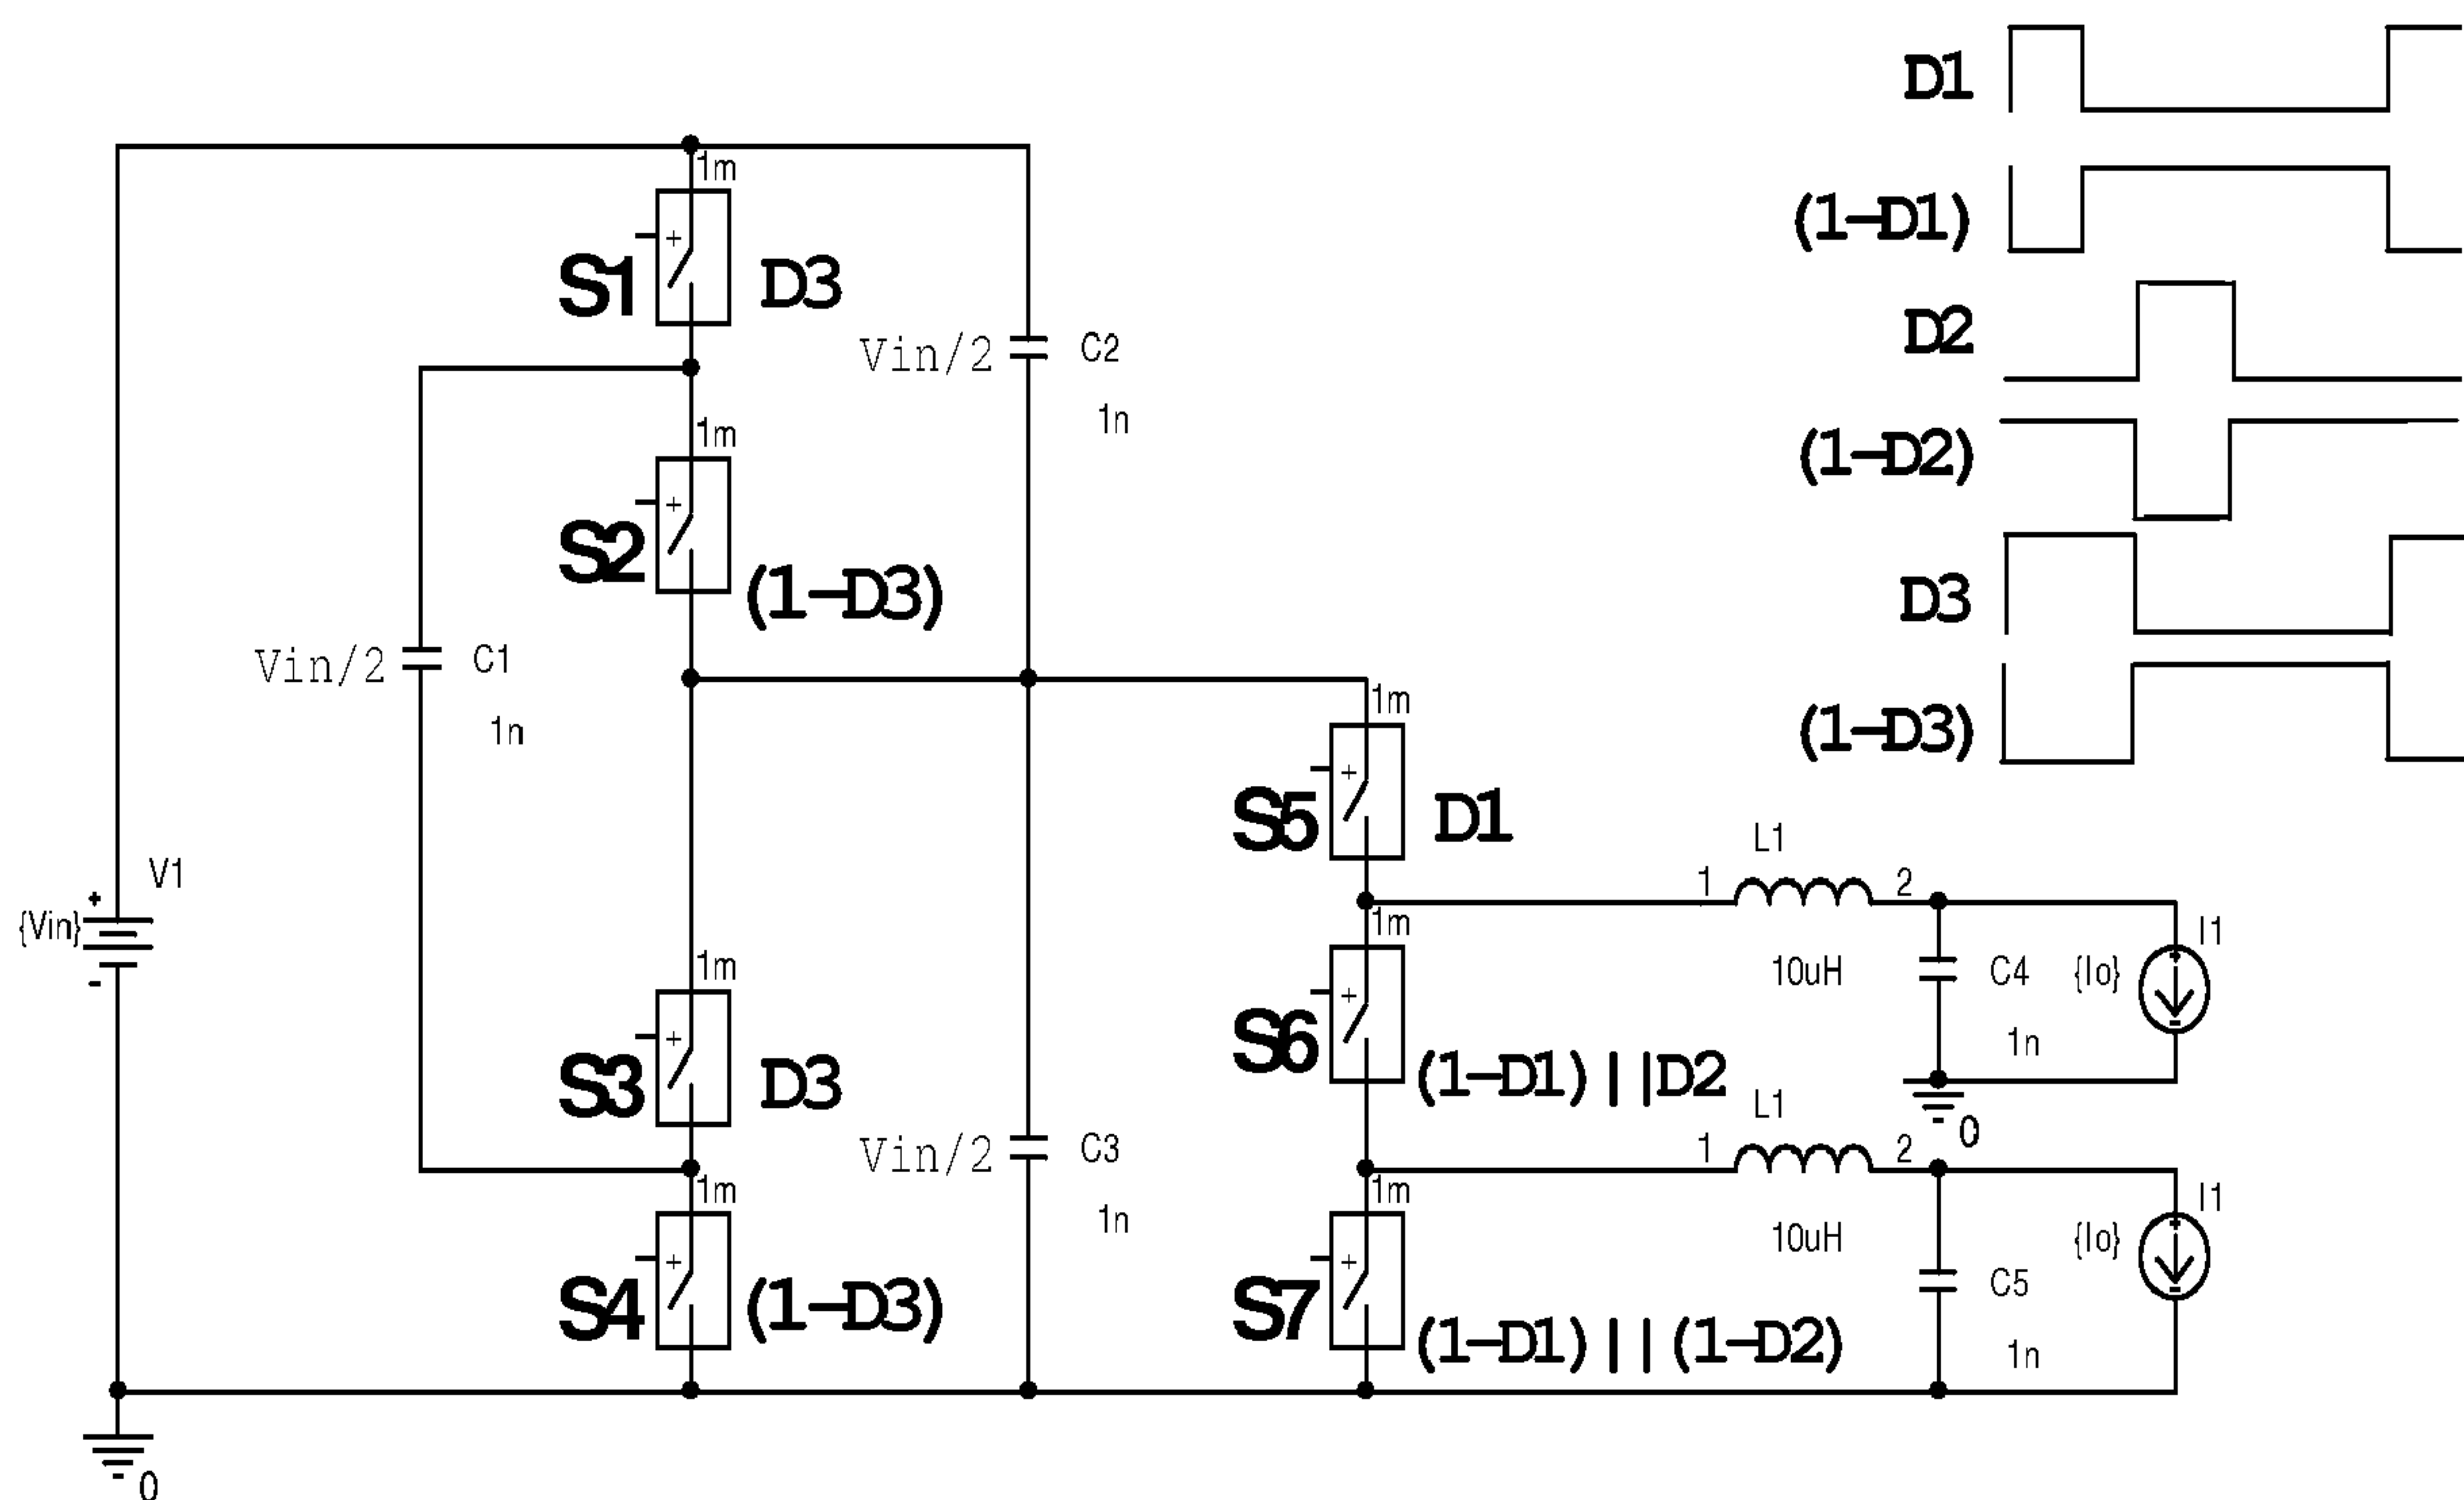 D1
1m
(1-D1)
S1
D3
D2
Vin/2
C2
1n
1m
(1-D2)
S2
(1-D3)
D3
Vin/2
C1
1n
1m
(1-D3)
S5
D1
L1
V1
+
{Vin}
-
1
2
1m
1m
I1
10uH
C4
{Io}
1n
S3
D3
S6
(1-D1)||D2
L1
0
Vin/2
C3
1n
1
2
1m
1m
I1
10uH
{Io}
C5
1n
S4
(1-D3)
S7
(1-D1)||(1-D2)
0